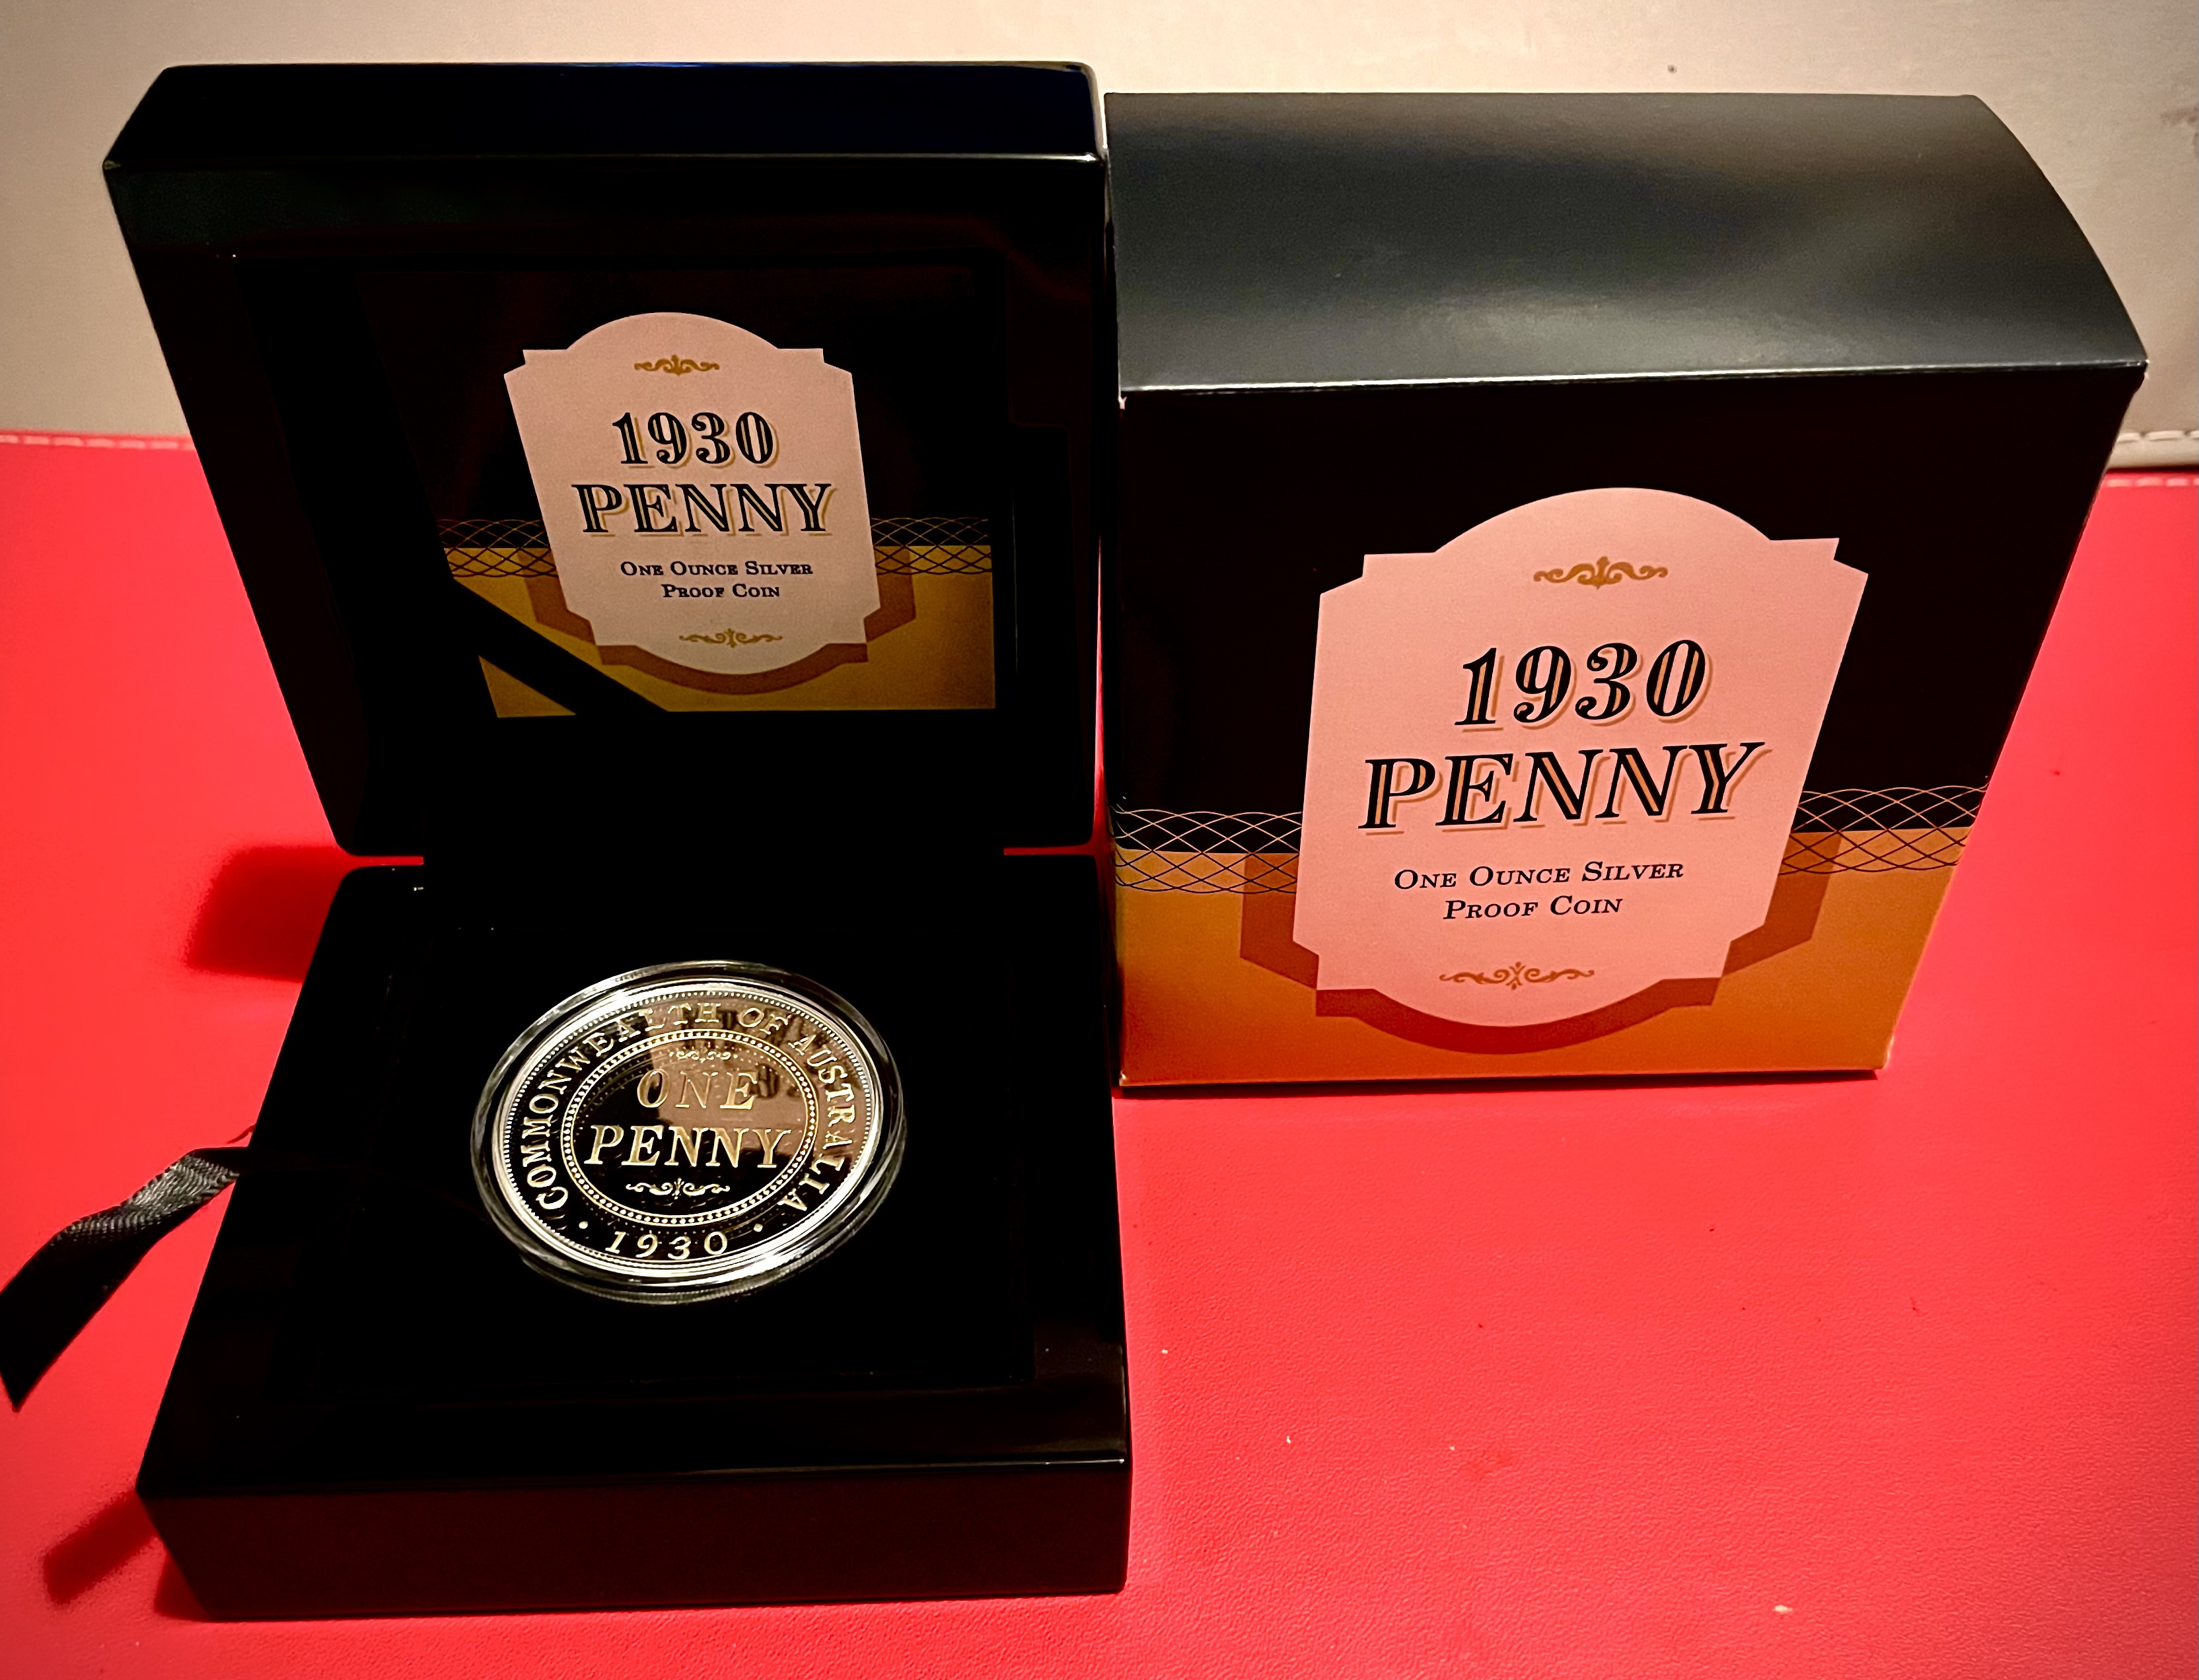 1930
PENNY
ONE OUNCE SILVER
PROOF COIN
1930
PENNY
ONE OUNCE SILVER
PROOF COIN
COMMONWEALTH OF AUSTRALIA
ONE
PENNY
· 1930 ·